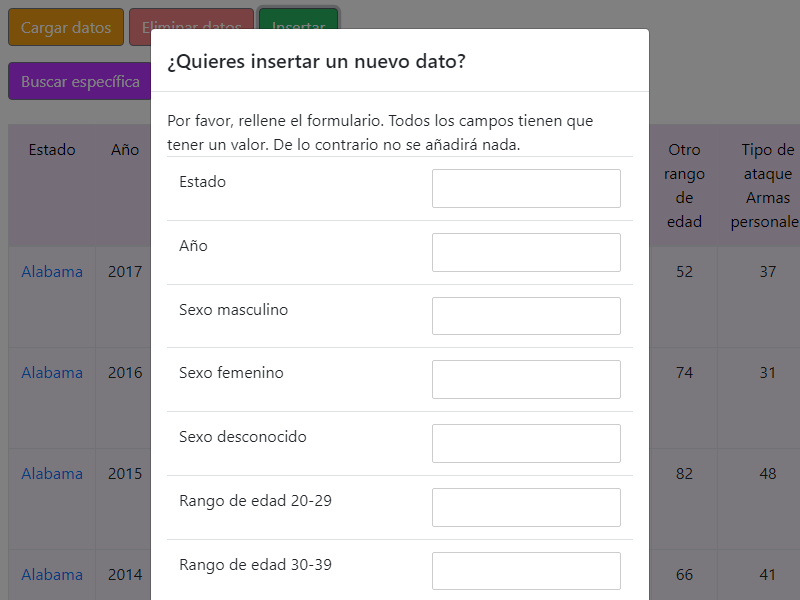 Cargar datos
Eliminar datos
Insertar
Buscar específica
¿Quieres insertar un nuevo dato?
Por favor, rellene el formulario. Todos los campos tienen que
tener un valor. De lo contrario no se añadirá nada.
Estado
Año
Sexo masculino
Sexo femenino
Sexo desconocido
Rango de edad 20-29
Rango de edad 30-39
Estado Año Otro rango de edad Tipo de ataque Armas personale
Alabama 2017 52 37
Alabama 2016 74 31
Alabama 2015 82 48
Alabama 2014 66 41